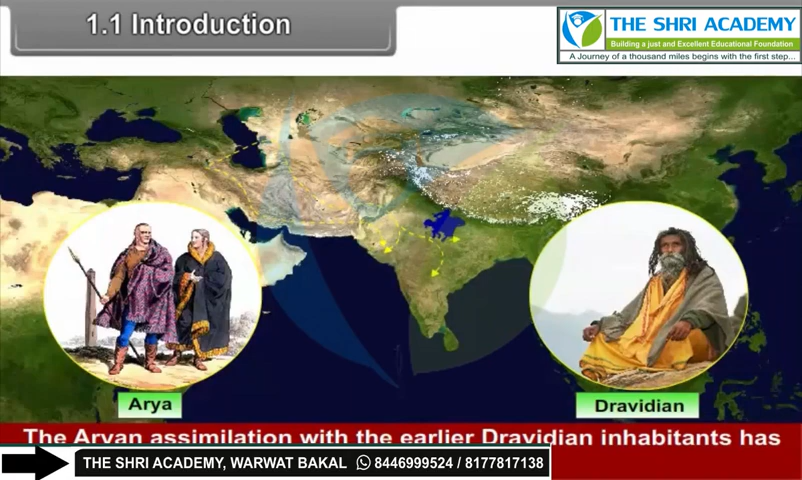 1.1 Introduction
THE SHRI ACADEMY
Building a just and Excellent Educational Foundation
A Journey of a thousand miles begins with the first step...
Arya
Dravidian
The Aryan assimilation with the earlier Dravidian inhabitants has
THE SHRI ACADEMY, WARWAT BAKAL 8446999524 / 8177817138